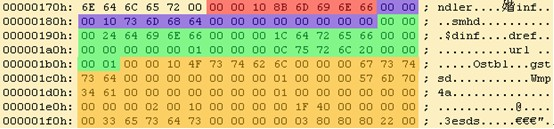 00000170h: 6E 64 6C 65 72 00 00 00 10 8B 6D 69 6E 66 00 00 ;
00000180h: 00 10 73 6D 68 64 00 00 00 00 00 00 00 00 00 00 ; ..smhd..........
00000190h: 00 24 64 69 6E 66 00 00 00 1C 64 72 65 66 00 00 ; .$dinf....dref..
000001a0h: 00 00 00 00 00 01 00 00 00 0C 75 72 6C 20 00 00 ; ..........url ..
000001b0h: 00 01 00 00 10 4F 73 74 62 6C 00 00 00 67 73 74 ; .....Ostbl...gst
000001c0h: 73 64 00 00 00 00 00 00 00 01 00 00 00 57 6D 70 ; sd...........Wmp
000001d0h: 34 61 00 00 00 00 00 00 00 01 00 00 00 00 00 00 ; 4a..............
000001e0h: 00 00 00 02 00 10 00 00 00 00 1F 40 00 00 00 00 ; ...........@....
000001f0h: 00 33 65 73 64 73 00 00 00 00 03 80 80 80 22 00 ; .3esds.....€€€".